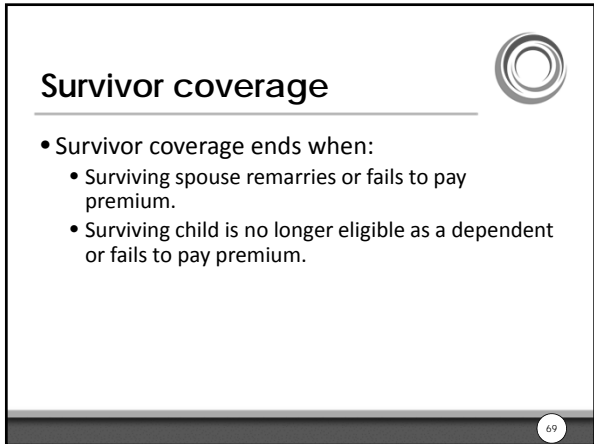 Survivor coverage
• Survivor coverage ends when:
• Surviving spouse remarries or fails to pay
premium.
• Surviving child is no longer eligible as a dependent
or fails to pay premium.
69